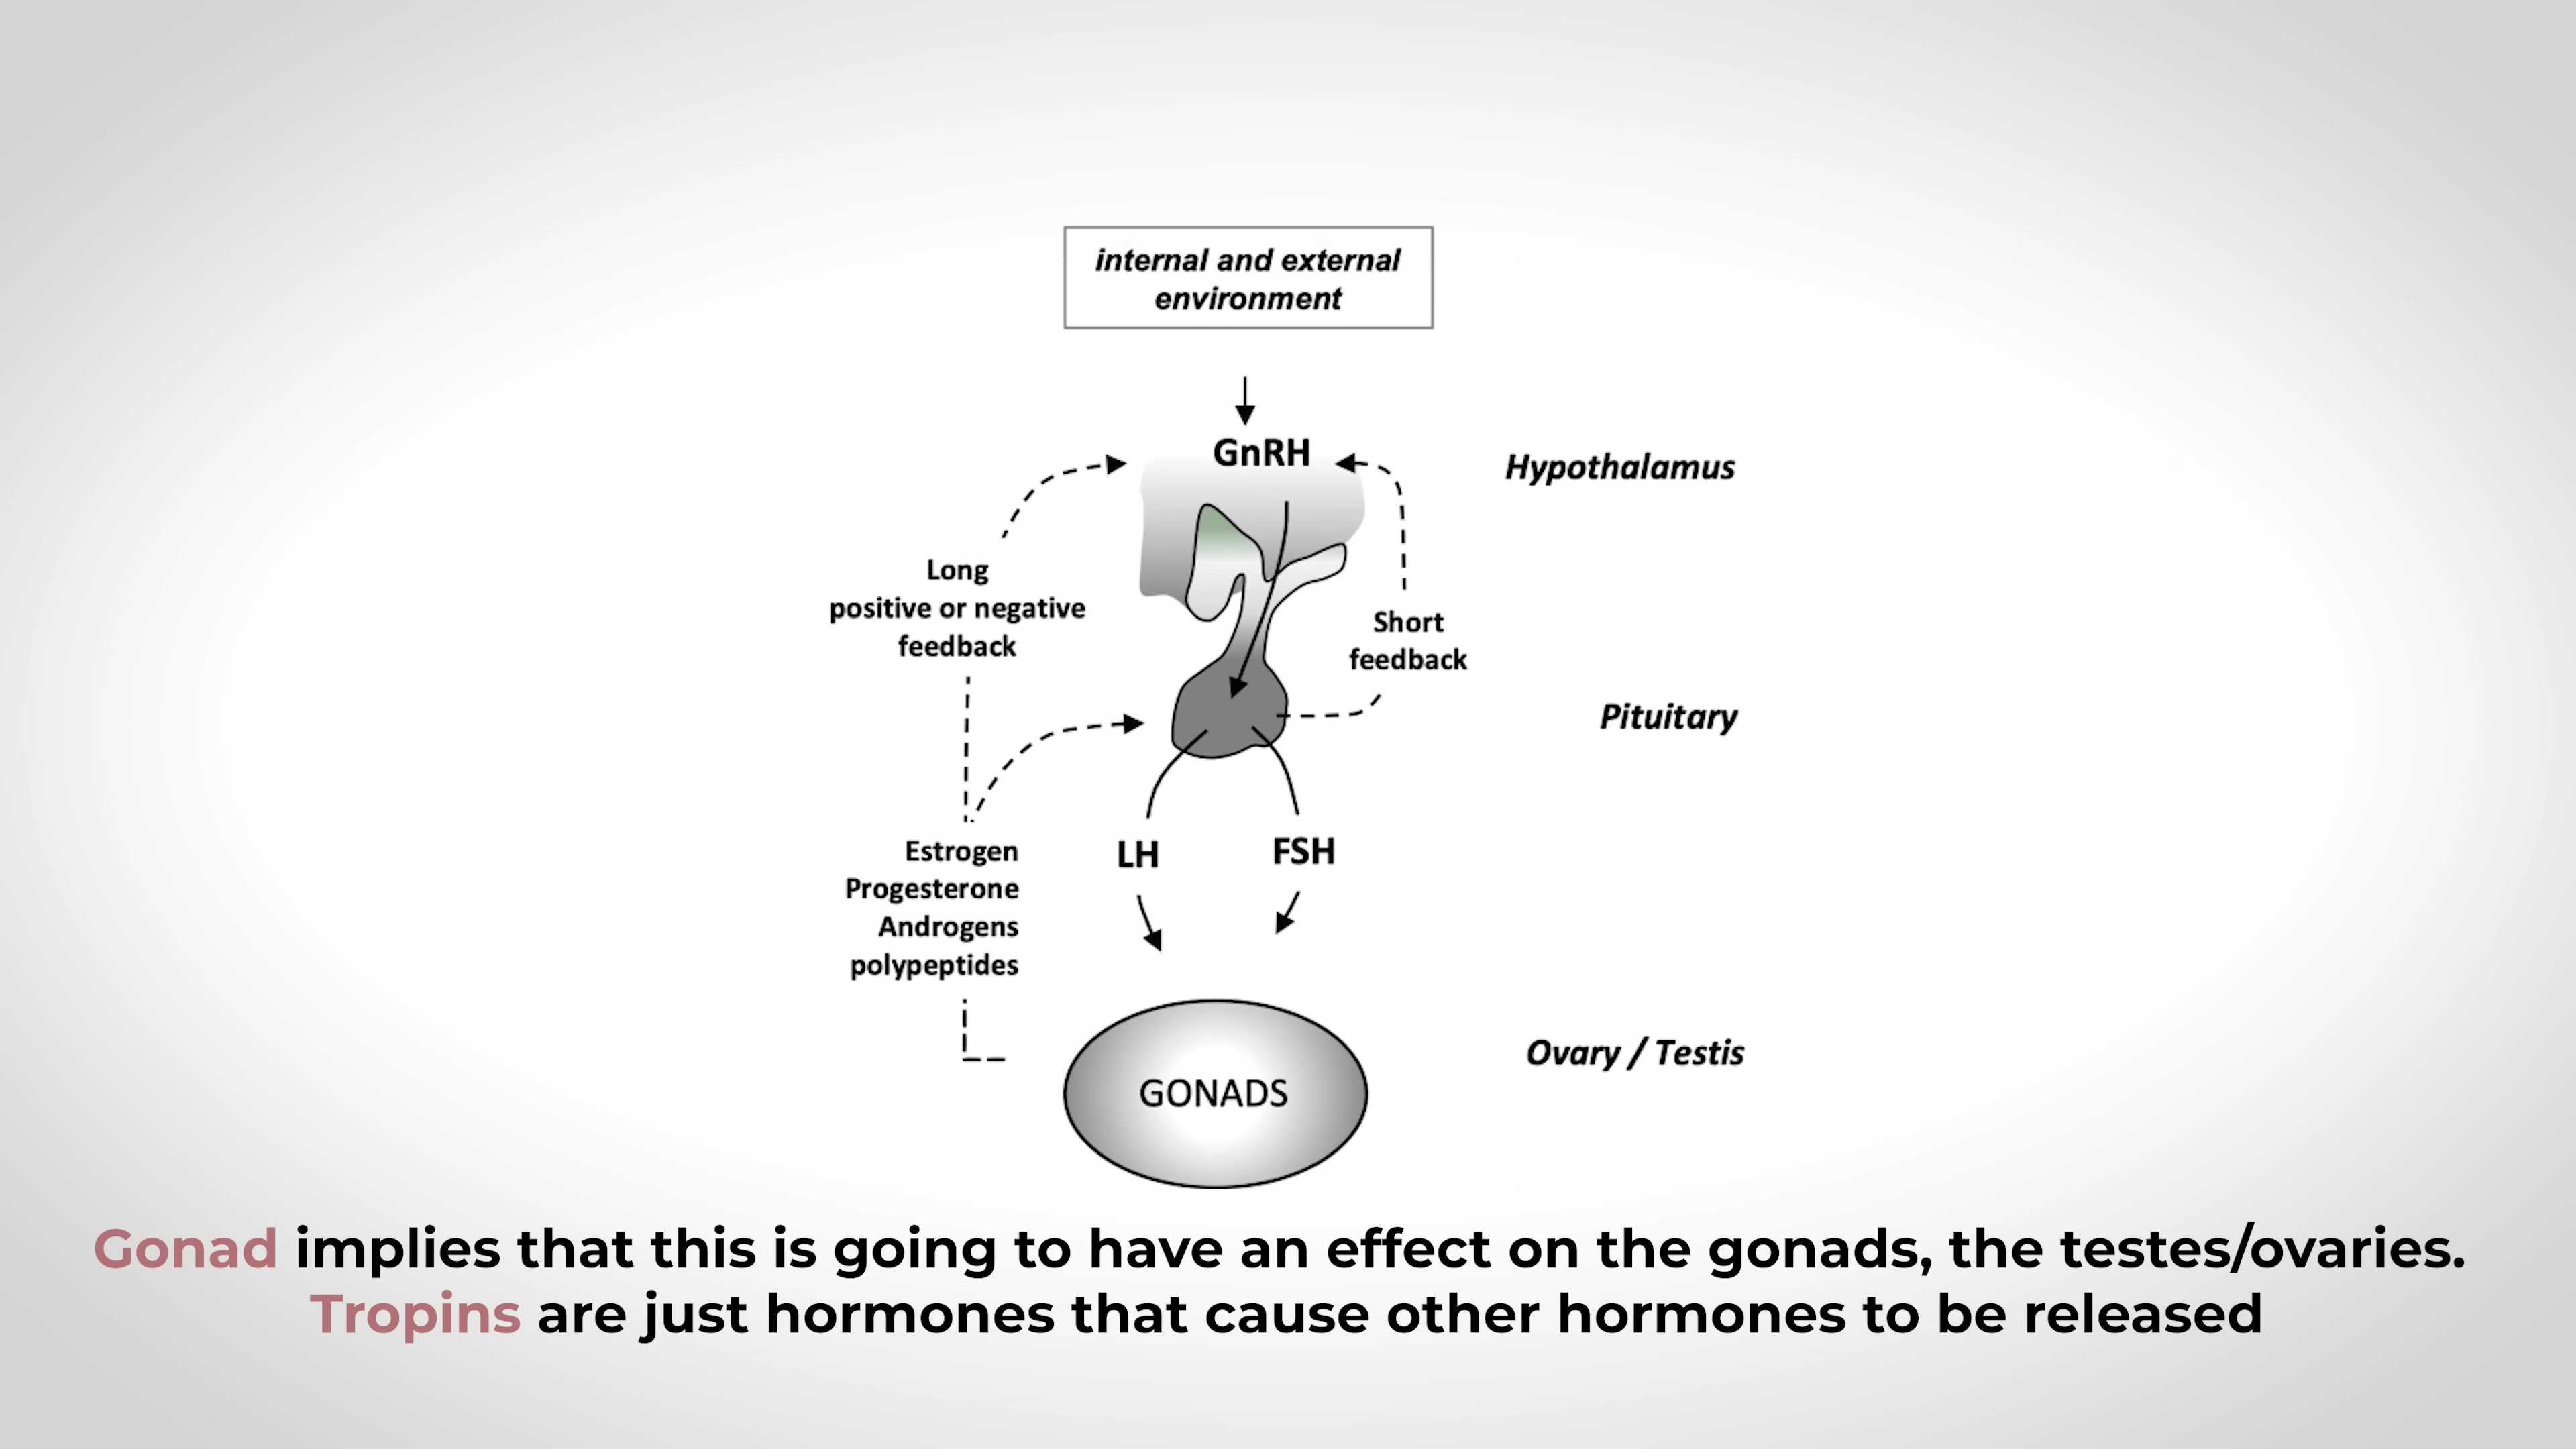 internal and external
environment
GnRH
Hypothalamus
Long
positive or negative
feedback
Short
feedback
Pituitary
Estrogen
Progesterone
Androgens
polypeptides
LH
FSH
GONADS
Ovary / Testis
Gonad implies that this is going to have an effect on the gonads, the testes/ovaries.
Tropins are just hormones that cause other hormones to be released